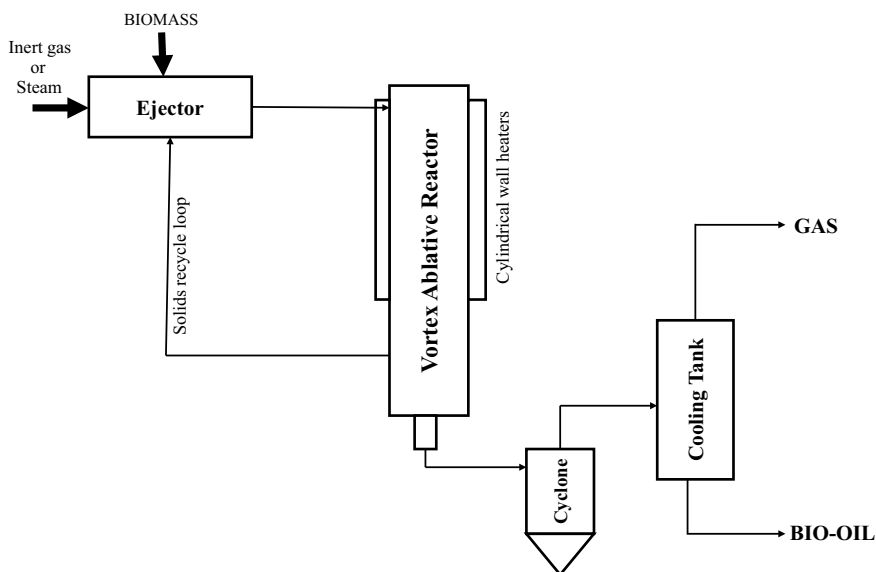 BIOMASS
Inert gas
or
Steam
Ejector
Solids recycle loop
Vortex Ablative Reactor
Cylindrical wall heaters
GAS
Cooling Tank
Cyclone
BIO-OIL